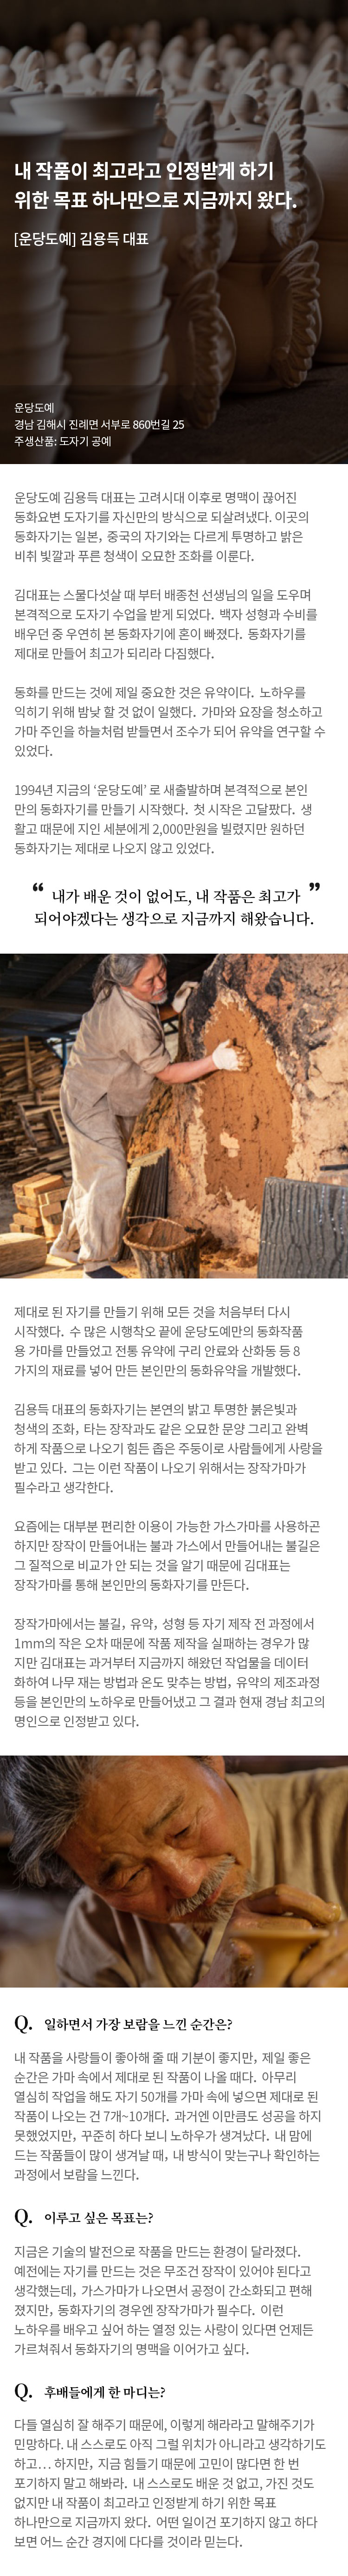 내 작품이 최고라고 인정받게 하기
위한 목표 하나만으로 지금까지 왔다.
[운당도예] 김용득 대표
운당도예
경남 김해시 진례면 서부로 860번길 25
주생산품: 도자기 공예
운당도예 김용득 대표는 고려시대 이후로 명맥이 끊어진
동화요변 도자기를 자신만의 방식으로 되살려냈다. 이곳의
동화자기는 일본, 중국의 자기와는 다르게 투명하고 밝은
비취 빛깔과 푸른 청색이 오묘한 조화를 이룬다.
김대표는 스물다섯살 때 부터 배종천 선생님의 일을 도우며
본격적으로 도자기 수업을 받게 되었다. 백자 성형과 수비를
배우던 중 우연히 본 동화자기에 혼이 빠졌다. 동화자기를
제대로 만들어 최고가 되리라 다짐했다.
동화를 만드는 것에 제일 중요한 것은 유약이다. 노하우를
익히기 위해 밤낮 할 것 없이 일했다. 가마와 요장을 청소하고
가마 주인을 하늘처럼 받들면서 조수가 되어 유약을 연구할 수
있었다.
1994년 지금의 ‘운당도예’ 로 새출발하며 본격적으로 본인
만의 동화자기를 만들기 시작했다. 첫 시작은 고달팠다. 생
활고 때문에 지인 세분에게 2,000만원을 빌렸지만 원하던
동화자기는 제대로 나오지 않고 있었다.
“ 내가 배운 것이 없어도, 내 작품은 최고가 ”
되어야겠다는 생각으로 지금까지 해왔습니다.
제대로 된 자기를 만들기 위해 모든 것을 처음부터 다시
시작했다. 수 많은 시행착오 끝에 운당도예만의 동화작품
용 가마를 만들었고 전통 유약에 구리 안료와 산화동 등 8
가지의 재료를 넣어 만든 본인만의 동화유약을 개발했다.
김용득 대표의 동화자기는 본연의 밝고 투명한 붉은빛과
청색의 조화, 타는 장작과도 같은 오묘한 문양 그리고 완벽
하게 작품으로 나오기 힘든 좁은 주둥이로 사람들에게 사랑을
받고 있다. 그는 이런 작품이 나오기 위해서는 장작가마가
필수라고 생각한다.
요즘에는 대부분 편리한 이용이 가능한 가스가마를 사용하곤
하지만 장작이 만들어내는 불과 가스에서 만들어내는 불길은
그 질적으로 비교가 안 되는 것을 알기 때문에 김대표는
장작가마를 통해 본인만의 동화자기를 만든다.
장작가마에서는 불길, 유약, 성형 등 자기 제작 전 과정에서
1mm의 작은 오차 때문에 작품 제작을 실패하는 경우가 많
지만 김대표는 과거부터 지금까지 해왔던 작업물을 데이터
화하여 나무 재는 방법과 온도 맞추는 방법, 유약의 제조과정
등을 본인만의 노하우로 만들어냈고 그 결과 현재 경남 최고의
명인으로 인정받고 있다.
Q. 일하면서 가장 보람을 느낀 순간은?
내 작품을 사랑들이 좋아해 줄 때 기분이 좋지만, 제일 좋은
순간은 가마 속에서 제대로 된 작품이 나올 때다. 아무리
열심히 작업을 해도 자기 50개를 가마 속에 넣으면 제대로 된
작품이 나오는 건 7개~10개다. 과거엔 이만큼도 성공을 하지
못했었지만, 꾸준히 하다 보니 노하우가 생겨났다. 내 맘에
드는 작품들이 많이 생겨날 때, 내 방식이 맞는구나 확인하는
과정에서 보람을 느낀다.
Q. 이루고 싶은 목표는?
지금은 기술의 발전으로 작품을 만드는 환경이 달라졌다.
예전에는 자기를 만드는 것은 무조건 장작이 있어야 된다고
생각했는데, 가스가마가 나오면서 공정이 간소화되고 편해
졌지만, 동화자기의 경우엔 장작가마가 필수다. 이런
노하우를 배우고 싶어 하는 열정 있는 사랑이 있다면 언제든
가르쳐줘서 동화자기의 명맥을 이어가고 싶다.
Q. 후배들에게 한 마디는?
다들 열심히 잘 해주기 때문에, 이렇게 해라라고 말해주기가
민망하다. 내 스스로도 아직 그럴 위치가 아니라고 생각하기도
하고… 하지만, 지금 힘들기 때문에 고민이 많다면 한 번
포기하지 말고 해봐라. 내 스스로도 배운 것 없고, 가진 것도
없지만 내 작품이 최고라고 인정받게 하기 위한 목표
하나만으로 지금까지 왔다. 어떤 일이건 포기하지 않고 하다
보면 어느 순간 경지에 다다를 것이라 믿는다.